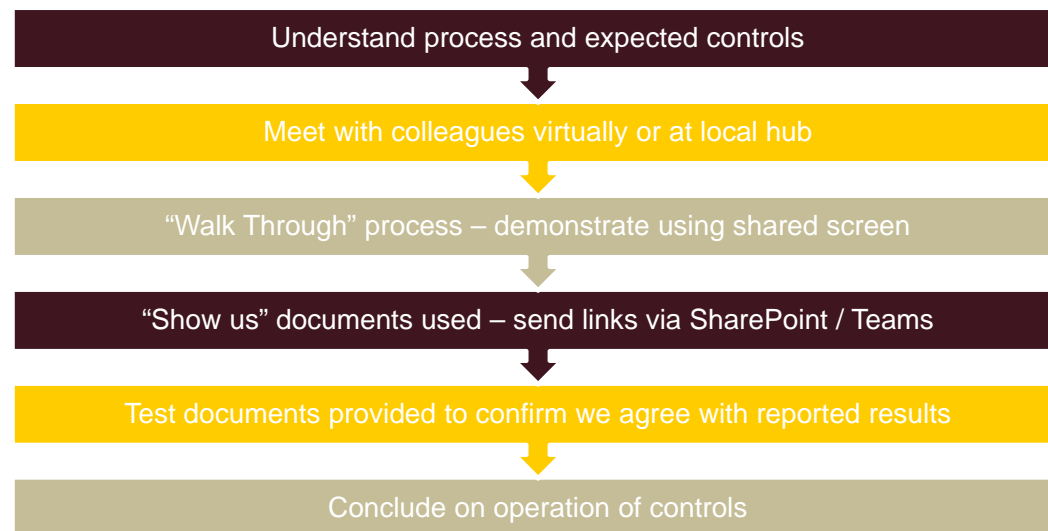 Understand process and expected controls
Meet with colleagues virtually or at local hub
“Walk Through” process – demonstrate using shared screen
“Show us” documents used – send links via SharePoint / Teams
Test documents provided to confirm we agree with reported results
Conclude on operation of controls